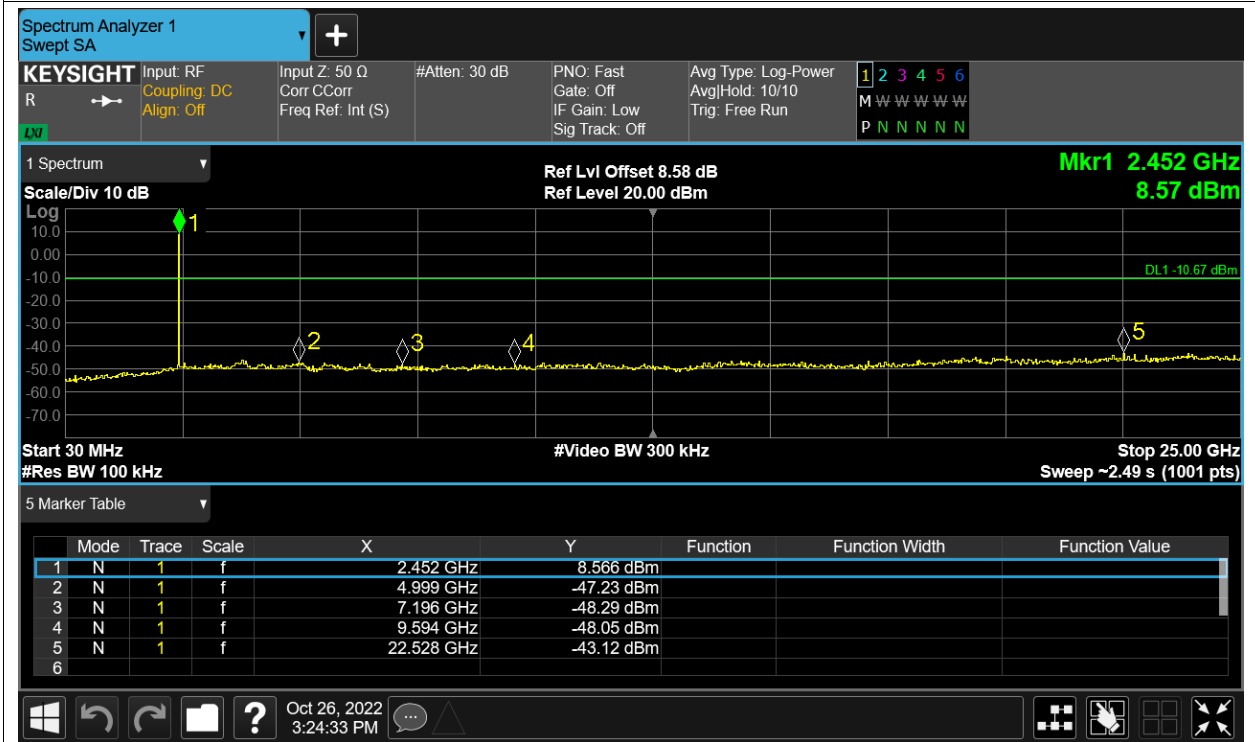 Spectrum Analyzer 1
Swept SA
+
KEYSIGHT
R
LXI
Input: RF
Coupling: DC
Align: Off
Input Z: 50 Ω
Corr CCorr
Freq Ref: Int (S)
#Atten: 30 dB
PNO: Fast
Gate: Off
IF Gain: Low
Sig Track: Off
Avg Type: Log-Power
Avg|Hold: 10/10
Trig: Free Run
1 2 3 4 5 6
M W W W W W
P N N N N N
1 Spectrum
Scale/Div 10 dB
Ref Lvl Offset 8.58 dB
Ref Level 20.00 dBm
Mkr1 2.452 GHz
8.57 dBm
Log
10.0
0.00
-10.0
-20.0
-30.0
-40.0
-50.0
-60.0
-70.0
1
2
3
4
5
DL1 -10.67 dBm
Start 30 MHz
#Res BW 100 kHz
#Video BW 300 kHz
Stop 25.00 GHz
Sweep ~2.49 s (1001 pts)
5 Marker Table
Mode Trace Scale X Y Function Function Width Function Value
1 N 1 f 2.452 GHz 8.566 dBm
2 N 1 f 4.999 GHz -47.23 dBm
3 N 1 f 7.196 GHz -48.29 dBm
4 N 1 f 9.594 GHz -48.05 dBm
5 N 1 f 22.528 GHz -43.12 dBm
6
?
Oct 26, 2022
3:24:33 PM